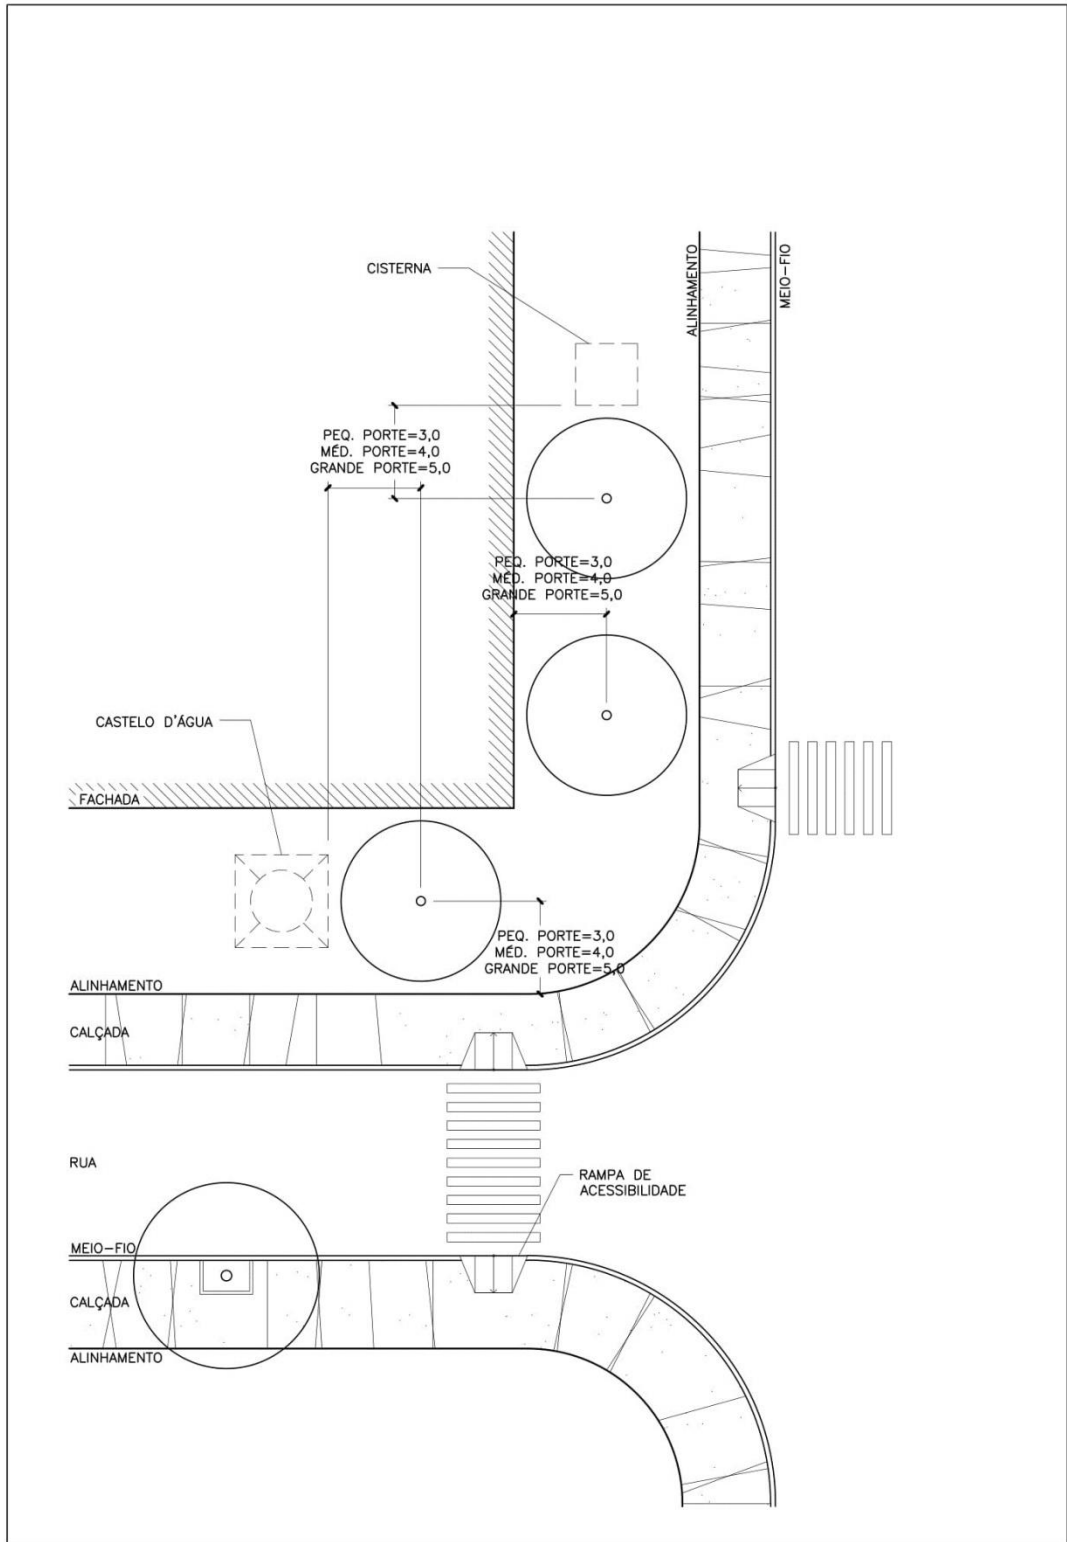 CISTERNA
ALINHAMENTO
MEIO-FIO
PEQ. PORTE=3,0
MÉD. PORTE=4,0
GRANDE PORTE=5,0
PEQ. PORTE=3,0
MÉD. PORTE=4,0
GRANDE PORTE=5,0
CASTELO D'ÁGUA
FACHADA
PEQ. PORTE=3,0
MÉD. PORTE=4,0
GRANDE PORTE=5,0
ALINHAMENTO
CALÇADA
RUA
RAMPA DE
ACESSIBILIDADE
MEIO-FIO
CALÇADA
ALINHAMENTO